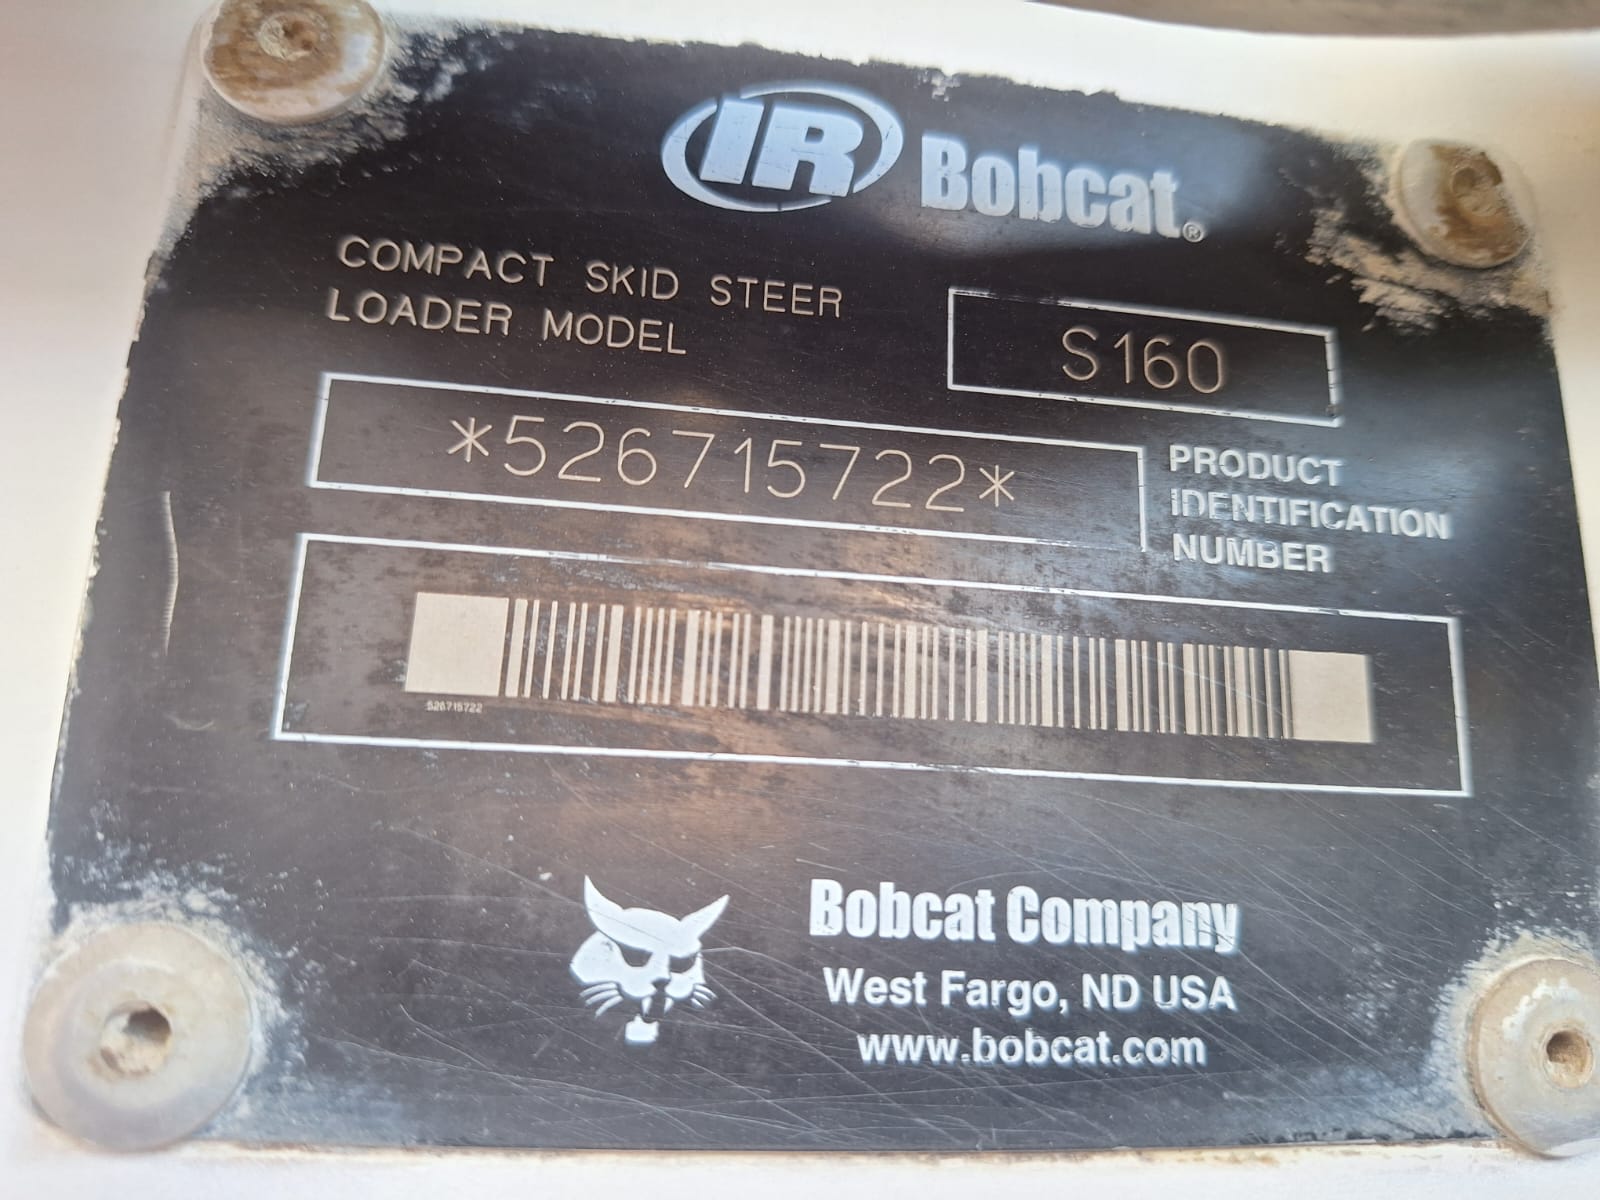 IR Bobcat®
COMPACT SKID STEER
LOADER MODEL
S160
*526715722*
PRODUCT
IDENTIFICATION
NUMBER
526715722
Bobcat Company
West Fargo, ND USA
www.bobcat.com